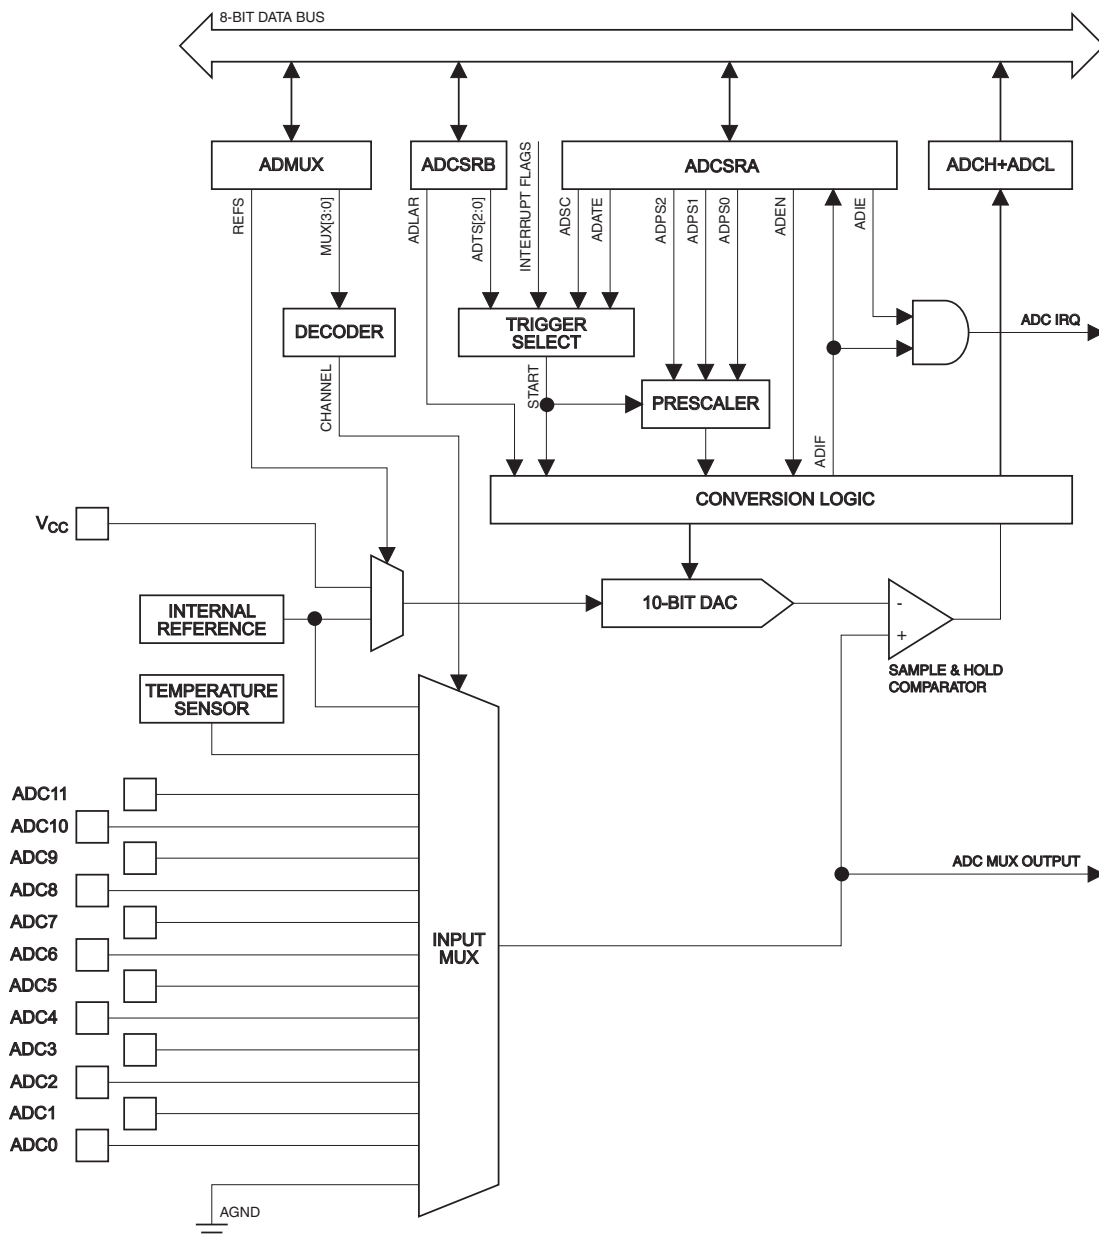 8-BIT DATA BUS
ADMUX
ADCSRB
ADCSRA
ADCH+ADCL
REFS
MUX[3:0]
ADLAR
ADTS[2:0]
INTERRUPT FLAGS
ADSC
ADATE
ADPS2
ADPS1
ADPS0
ADEN
ADIE
DECODER
TRIGGER
SELECT
ADC IRQ
CHANNEL
START
PRESCALER
ADIF
CONVERSION LOGIC
VCC
INTERNAL
REFERENCE
10-BIT DAC
-
+
SAMPLE & HOLD
COMPARATOR
TEMPERATURE
SENSOR
ADC11
ADC10
ADC9
ADC8
ADC7
ADC6
ADC5
ADC4
ADC3
ADC2
ADC1
ADC0
INPUT
MUX
ADC MUX OUTPUT
AGND